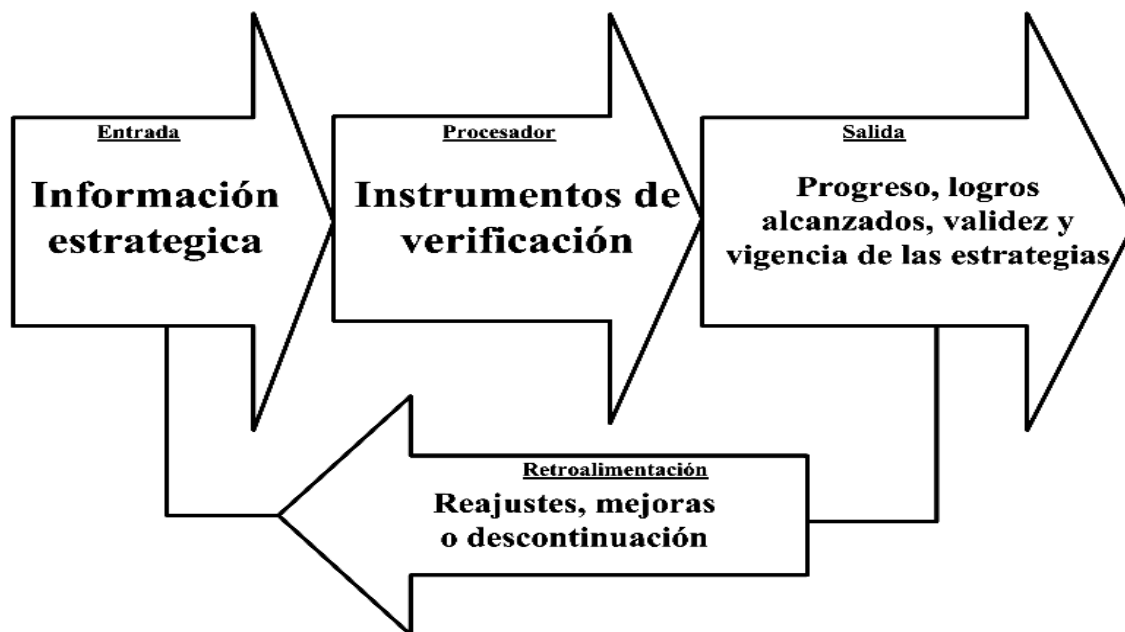 Entrada
Información
estrategica
Procesador
Instrumentos de
verificación
Salida
Progreso, logros
alcanzados, validez y
vigencia de las estrategias
Retroalimentación
Reajustes, mejoras
o descontinuación